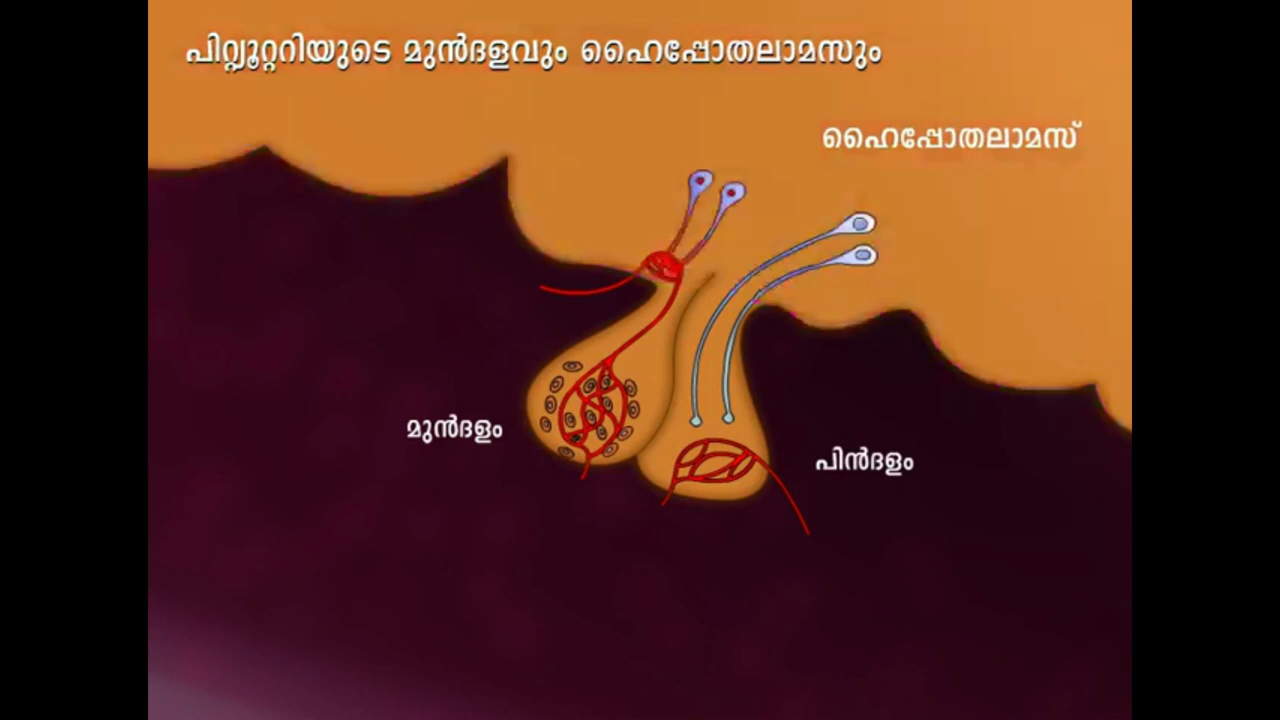 പിറ്റ്യൂറ്ററിയുടെ മുൻദളവും ഹൈപ്പോതലാമസും
ഹൈപ്പോതലാമസ്
മുൻദളം
പിൻദളം